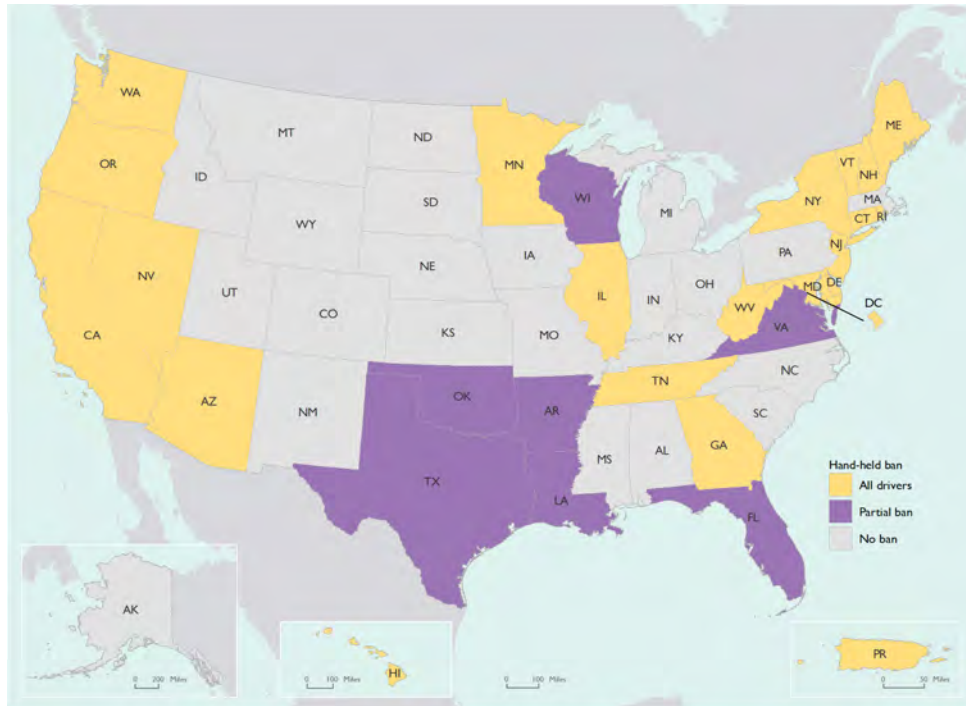 WA
MT
ND
MN
ME
VT
NH
OR
ID
SD
WI
NY
MA
CT
RI
MI
WY
IA
PA
NJ
NE
OH
NV
UT
IL
IN
MD
DE
DC
CO
WV
VA
CA
KS
MO
KY
NC
TN
AZ
OK
NM
AR
SC
GA
MS
AL
TX
LA
FL
Hand-held ban
All drivers
Partial ban
No ban
AK
0 200 Miles
HI
0 100 Miles
0 100 Miles
PR
0 30 Miles